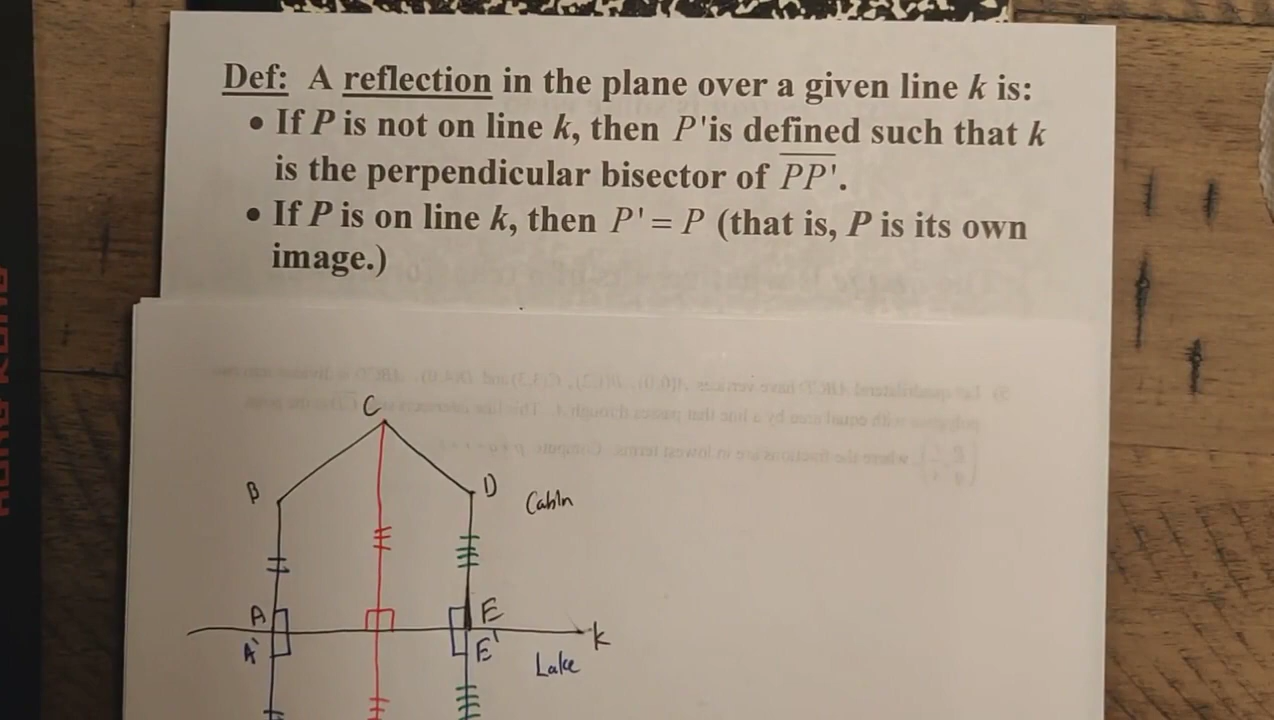 Def: A reflection in the plane over a given line k is:
• If P is not on line k, then P' is defined such that k
is the perpendicular bisector of PP'.
• If P is on line k, then P' = P (that is, P is its own
image.)
C
B
D
Cabin
A
E
k
A'
E'
Lake